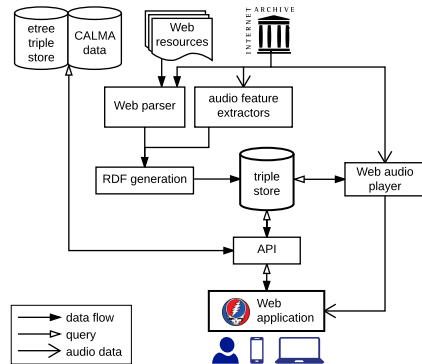 etree
triple
store
CALMA
data
Web
resources
INTERNET ARCHIVE
Web parser
audio feature
extractors
RDF generation
triple
store
Web audio
player
API
Web
application
data flow
query
audio data